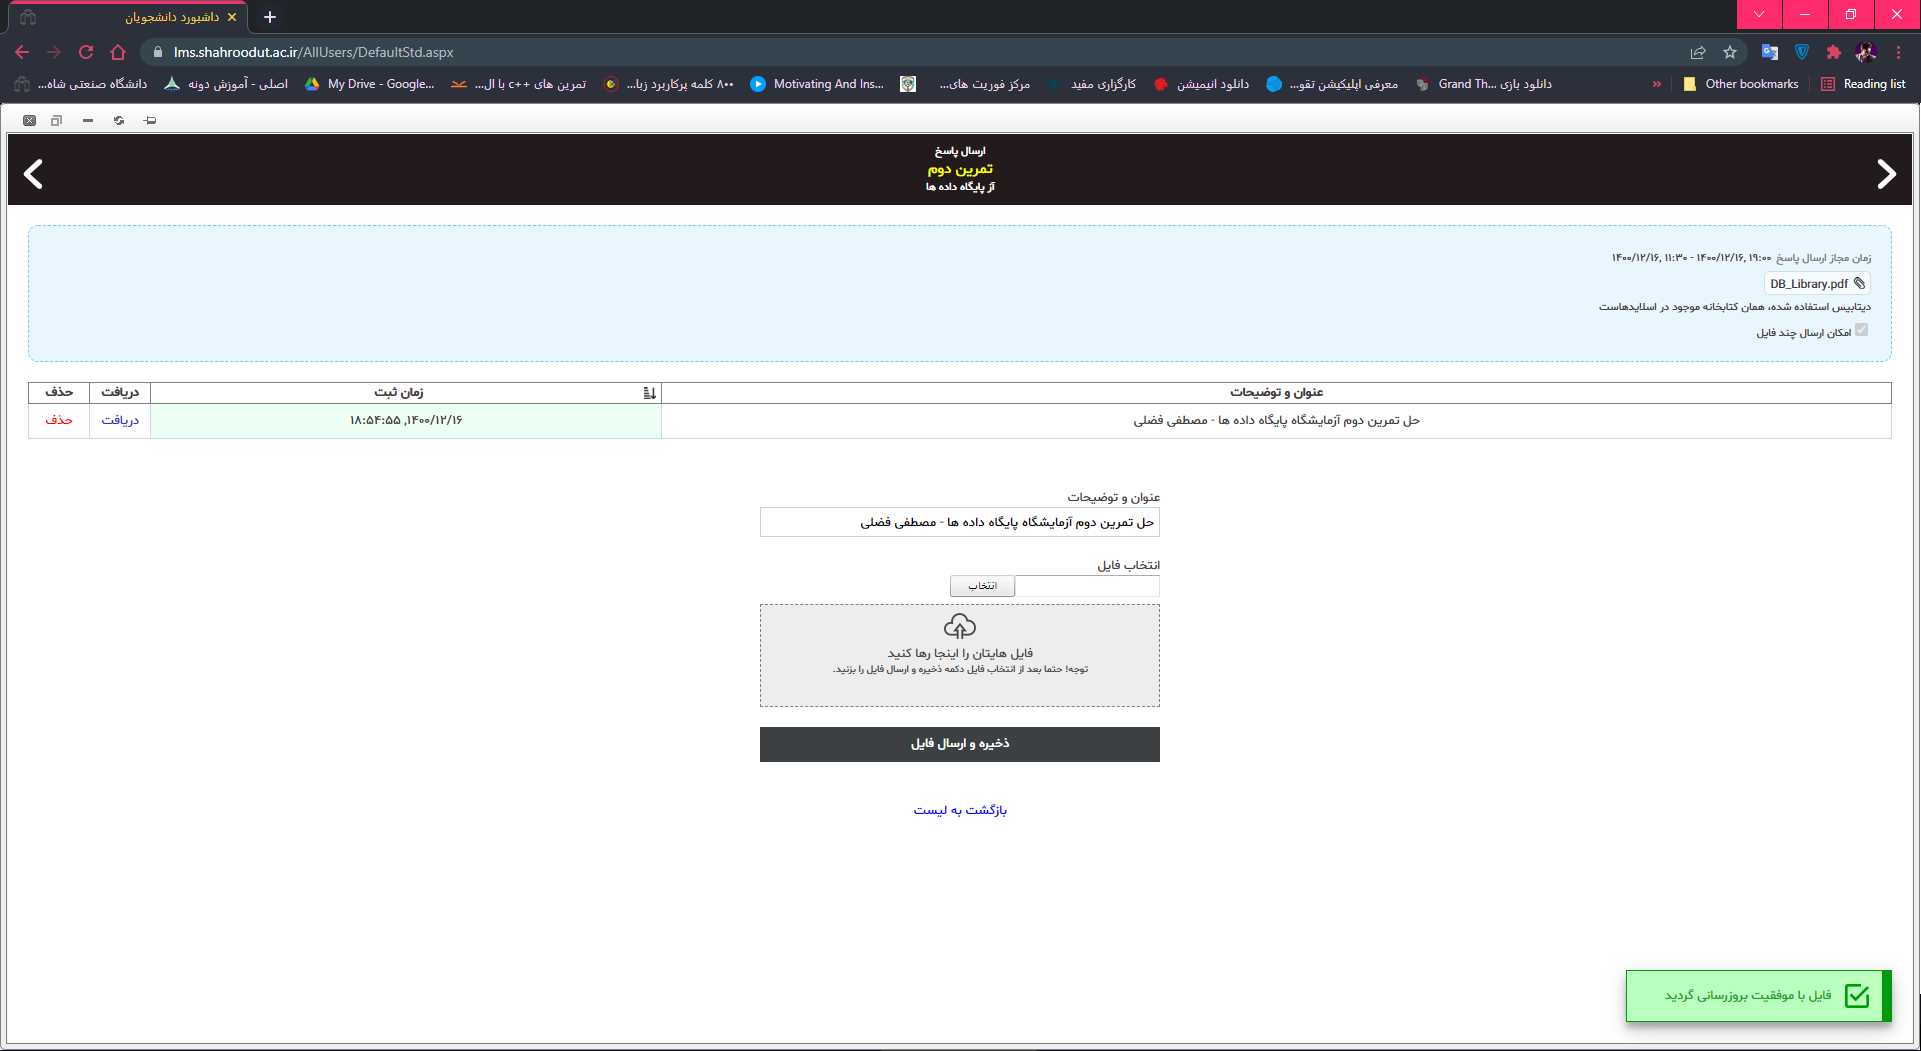 داشبورد دانشجویان
lms.shahroodut.ac.ir/AllUsers/DefaultStd.aspx
دانشگاه صنعتی شاه...
اصلی - آموزش دونه
My Drive - Google...
تمرین های ++c با ال...
۸۰۰ کلمه پرکاربرد زبا...
Motivating And Ins...
مرکز فوریت های...
کارگزاری مفید
دانلود انیمیشن
معرفی اپلیکیشن تقو...
دانلود بازی Grand Th...
»
Other bookmarks
Reading list
ارسال پاسخ
تمرین دوم
آز پایگاه داده ها
زمان مجاز ارسال پاسخ ۱۴۰۰/۱۲/۱۶, ۱۱:۳۰ - ۱۴۰۰/۱۲/۱۶, ۱۹:۰۰
DB_Library.pdf
دیتابیس استفاده شده، همان کتابخانه موجود در اسلایدهاست
امکان ارسال چند فایل
عنوان و توضیحات
زمان ثبت
دریافت
حذف
حل تمرین دوم آزمایشگاه پایگاه داده ها - مصطفی فضلی
۱۴۰۰/۱۲/۱۶, ۱۸:۵۴:۵۵
دریافت
حذف
عنوان و توضیحات
حل تمرین دوم آزمایشگاه پایگاه داده ها - مصطفی فضلی
انتخاب فایل
انتخاب
فایل هایتان را اینجا رها کنید
توجه! حتما بعد از انتخاب فایل دکمه ذخیره و ارسال فایل را بزنید.
ذخیره و ارسال فایل
بازگشت به لیست
فایل با موفقیت بروزرسانی گردید